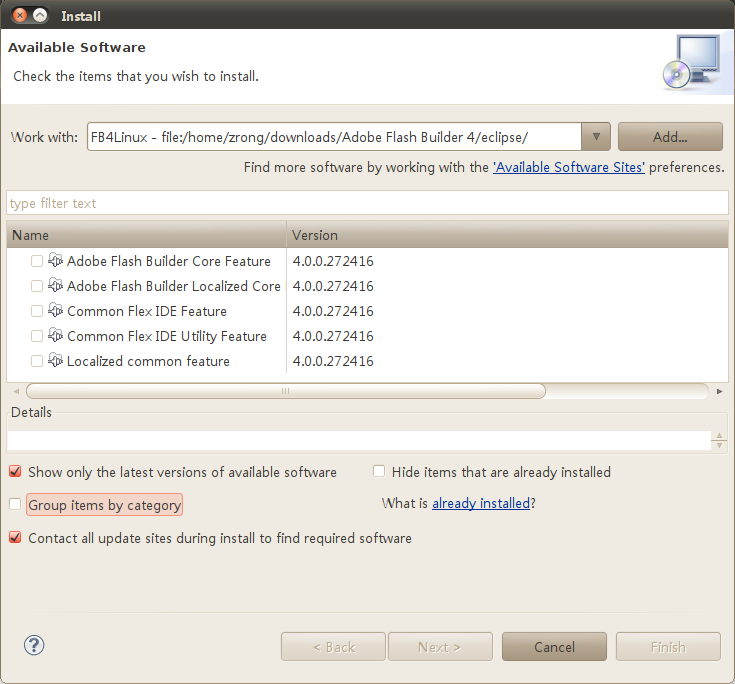 Install
Available Software
Check the items that you wish to install.
Work with: FB4Linux - file:/home/zrong/downloads/Adobe Flash Builder 4/eclipse/ Add...
Find more software by working with the 'Available Software Sites' preferences.
type filter text
Name Version
Adobe Flash Builder Core Feature 4.0.0.272416
Adobe Flash Builder Localized Core 4.0.0.272416
Common Flex IDE Feature 4.0.0.272416
Common Flex IDE Utility Feature 4.0.0.272416
Localized common feature 4.0.0.272416
Details
Show only the latest versions of available software Hide items that are already installed
Group items by category What is already installed?
Contact all update sites during install to find required software
? < Back Next > Cancel Finish